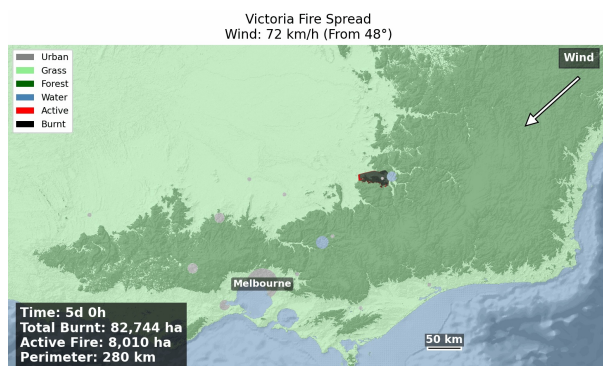 Victoria Fire Spread
Wind: 72 km/h (From 48°)
Urban
Grass
Forest
Water
Active
Burnt
Wind
Melbourne
Time: 5d 0h
Total Burnt: 82,744 ha
Active Fire: 8,010 ha
Perimeter: 280 km
50 km